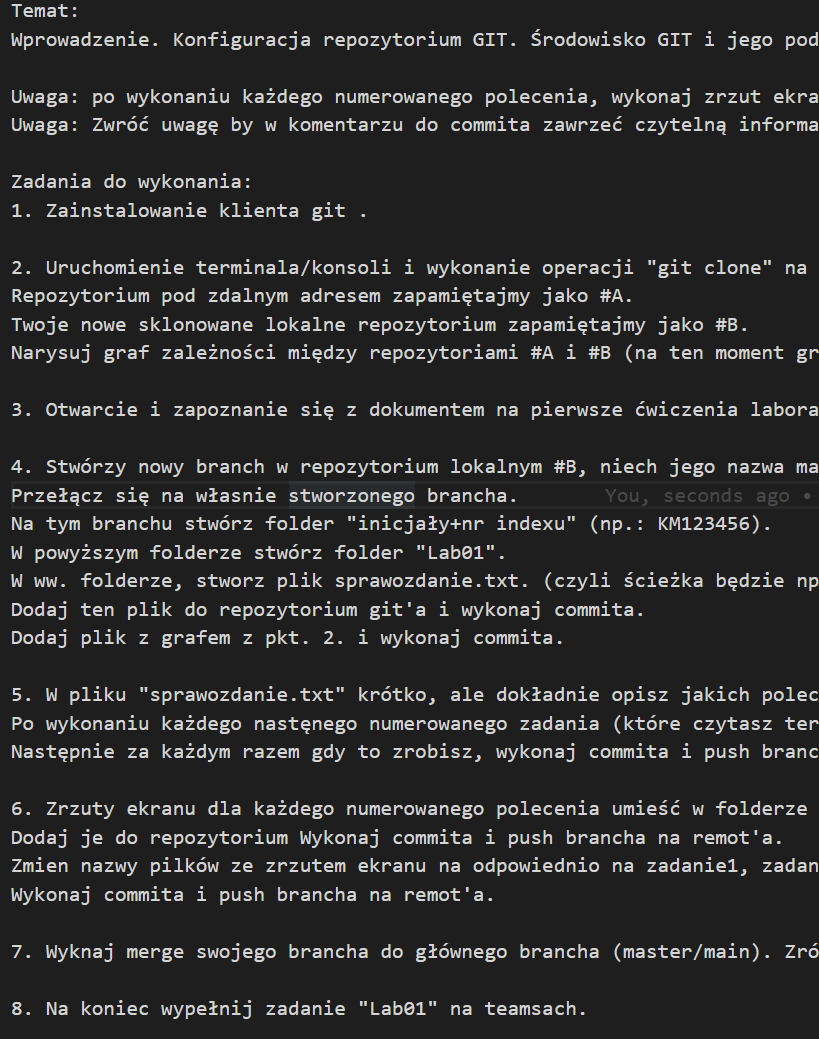 Temat:
Wprowadzenie. Konfiguracja repozytorium GIT. Środowisko GIT i jego pod
Uwaga: po wykonaniu każdego numerowanego polecenia, wykonaj zrzut ekra
Uwaga: Zwróć uwagę by w komentarzu do commita zawrzeć czytelną informa
Zadania do wykonania:
1. Zainstalowanie klienta git .
2. Uruchomienie terminala/konsoli i wykonanie operacji "git clone" na
Repozytorium pod zdalnym adresem zapamiętajmy jako #A.
Twoje nowe sklonowane lokalne repozytorium zapamiętajmy jako #B.
Narysuj graf zależności między repozytoriami #A i #B (na ten moment gr
3. Otwarcie i zapoznanie się z dokumentem na pierwsze ćwiczenia labora
4. Stwórzy nowy branch w repozytorium lokalnym #B, niech jego nazwa ma
Przełącz się na własnie stworzonego brancha. You, seconds ago •
Na tym branchu stwórz folder "inicjały+nr indexu" (np.: KM123456).
W powyższym folderze stwórz folder "Lab01".
W ww. folderze, stworz plik sprawozdanie.txt. (czyli ścieżka będzie np
Dodaj ten plik do repozytorium git'a i wykonaj commita.
Dodaj plik z grafem z pkt. 2. i wykonaj commita.
5. W pliku "sprawozdanie.txt" krótko, ale dokładnie opisz jakich polec
Po wykonaniu każdego nastęnego numerowanego zadania (które czytasz ter
Następnie za każdym razem gdy to zrobisz, wykonaj commita i push branc
6. Zrzuty ekranu dla każdego numerowanego polecenia umieść w folderze
Dodaj je do repozytorium Wykonaj commita i push brancha na remot'a.
Zmien nazwy pilków ze zrzutem ekranu na odpowiednio na zadanie1, zadan
Wykonaj commita i push brancha na remot'a.
7. Wyknaj merge swojego brancha do głównego brancha (master/main). Zró
8. Na koniec wypełnij zadanie "Lab01" na teamsach.